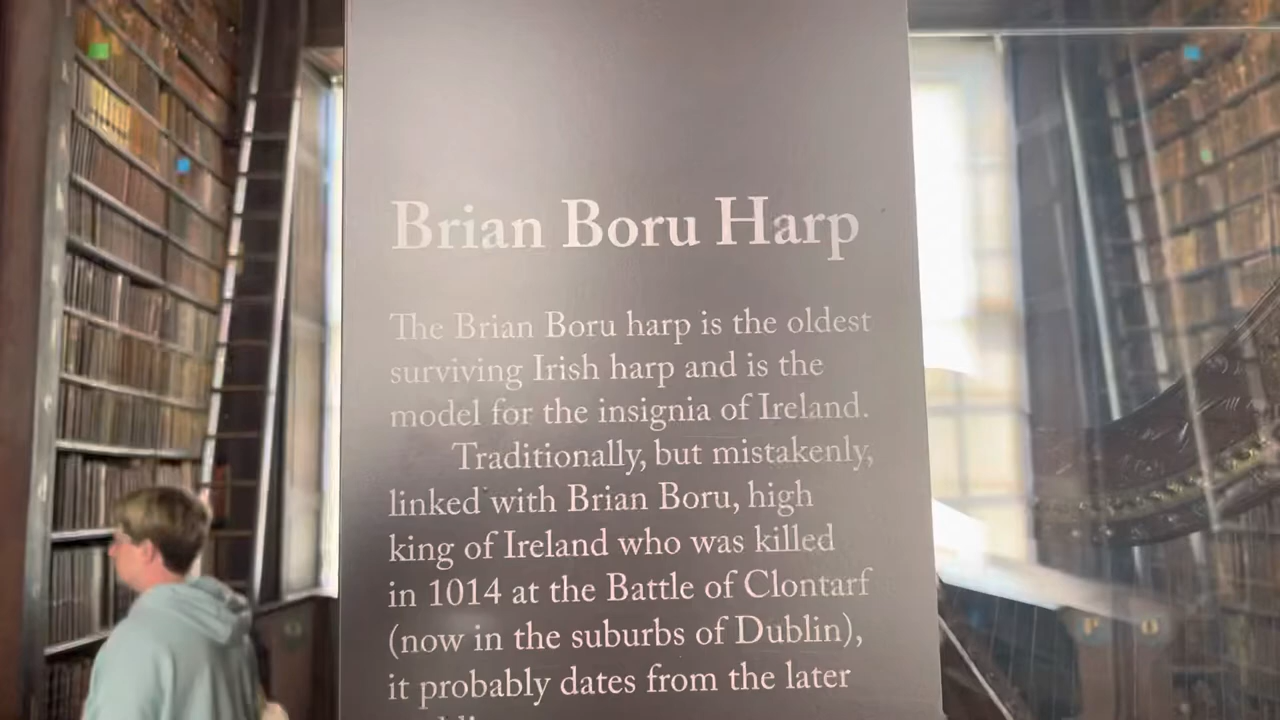 Brian Boru Harp
The Brian Boru harp is the oldest
surviving Irish harp and is the
model for the insignia of Ireland.
Traditionally, but mistakenly,
linked with Brian Boru, high
king of Ireland who was killed
in 1014 at the Battle of Clontarf
(now in the suburbs of Dublin),
it probably dates from the later